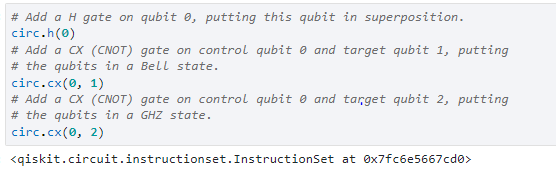 # Add a H gate on qubit 0, putting this qubit in superposition.
circ.h(0)
# Add a CX (CNOT) gate on control qubit 0 and target qubit 1, putting
# the qubits in a Bell state.
circ.cx(0, 1)
# Add a CX (CNOT) gate on control qubit 0 and target qubit 2, putting
# the qubits in a GHZ state.
circ.cx(0, 2)
<qiskit.circuit.instructionset.InstructionSet at 0x7fc6e5667cd0>